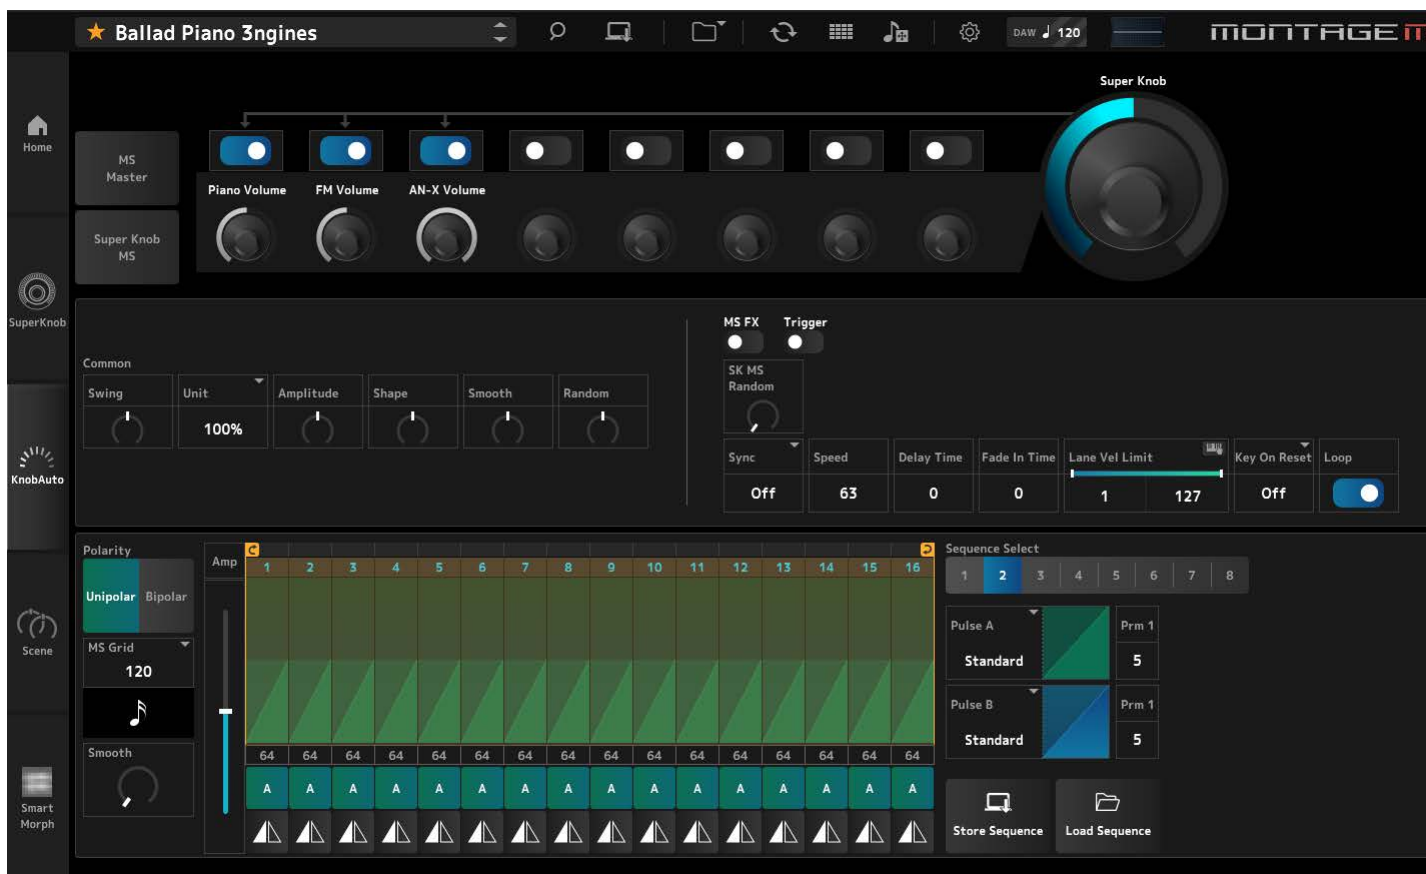 ★ Ballad Piano 3ngines
DAW ♩ 120
MONTAGE M
Super Knob
Home
MS
Master
Piano Volume FM Volume AN-X Volume
Super Knob
MS
SuperKnob
MS FX Trigger
Common
SK MS
Random
Swing Unit Amplitude Shape Smooth Random
100%
KnobAuto
Sync Speed Delay Time Fade In Time Lane Vel Limit Key On Reset Loop
Off 63 0 0 1 127 Off
Polarity
Amp
Sequence Select
1 2 3 4 5 6 7 8 9 10 11 12 13 14 15 16
1 2 3 4 5 6 7 8
Unipolar Bipolar
Scene
MS Grid
120
Pulse A Prm 1
Standard 5
Pulse B Prm 1
Standard 5
Smooth
64 64 64 64 64 64 64 64 64 64 64 64 64 64 64 64
A A A A A A A A A A A A A A A A
Smart
Morph
Store Sequence Load Sequence